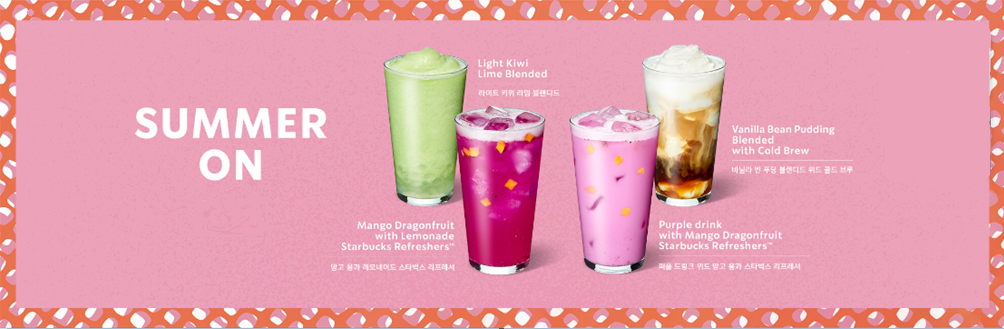 SUMMER
ON
Light Kiwi
Lime Blended
라이트 키위 라임 블렌디드
Mango Dragonfruit
with Lemonade
Starbucks Refreshers™
망고 용과 레모네이드 스타벅스 리프레셔
Purple drink
with Mango Dragonfruit
Starbucks Refreshers™
퍼플 드링크 위드 망고 용과 스타벅스 리프레셔
Vanilla Bean Pudding
Blended
with Cold Brew
바닐라 빈 푸딩 블렌디드 위드 콜드 브루